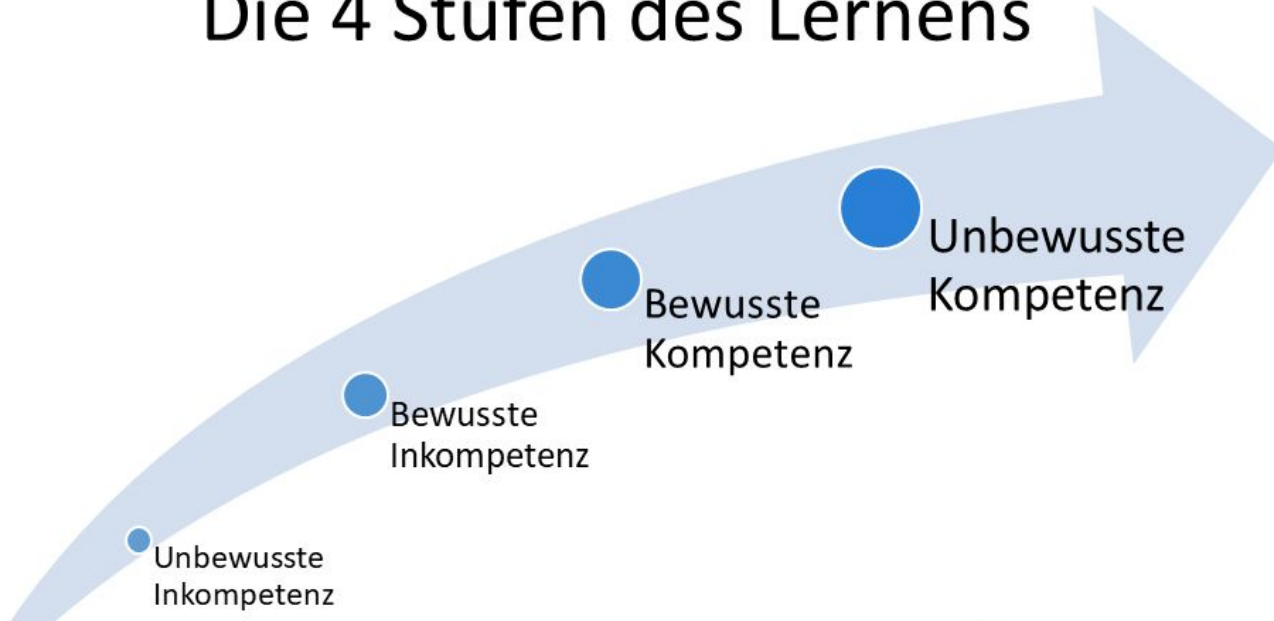 Die 4 Stufen des Lernens
Unbewusste
Kompetenz
Bewusste
Kompetenz
Bewusste
Inkompetenz
Unbewusste
Inkompetenz